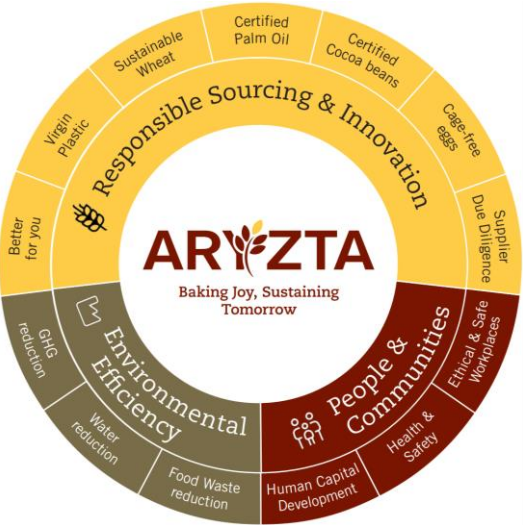 Certified
Palm Oil
Certified
Cocoa beans
Cage-free
eggs
Supplier
Due Diligence
Ethical & Safe
Workplaces
Health &
Safety
Human Capital
Development
Food Waste
reduction
Water
reduction
GHG
reduction
Better
for you
Virgin
Plastic
Sustainable
Wheat
Responsible Sourcing & Innovation
People &
Communities
Environmental
Efficiency
ARYZTA
Baking Joy, Sustaining
Tomorrow